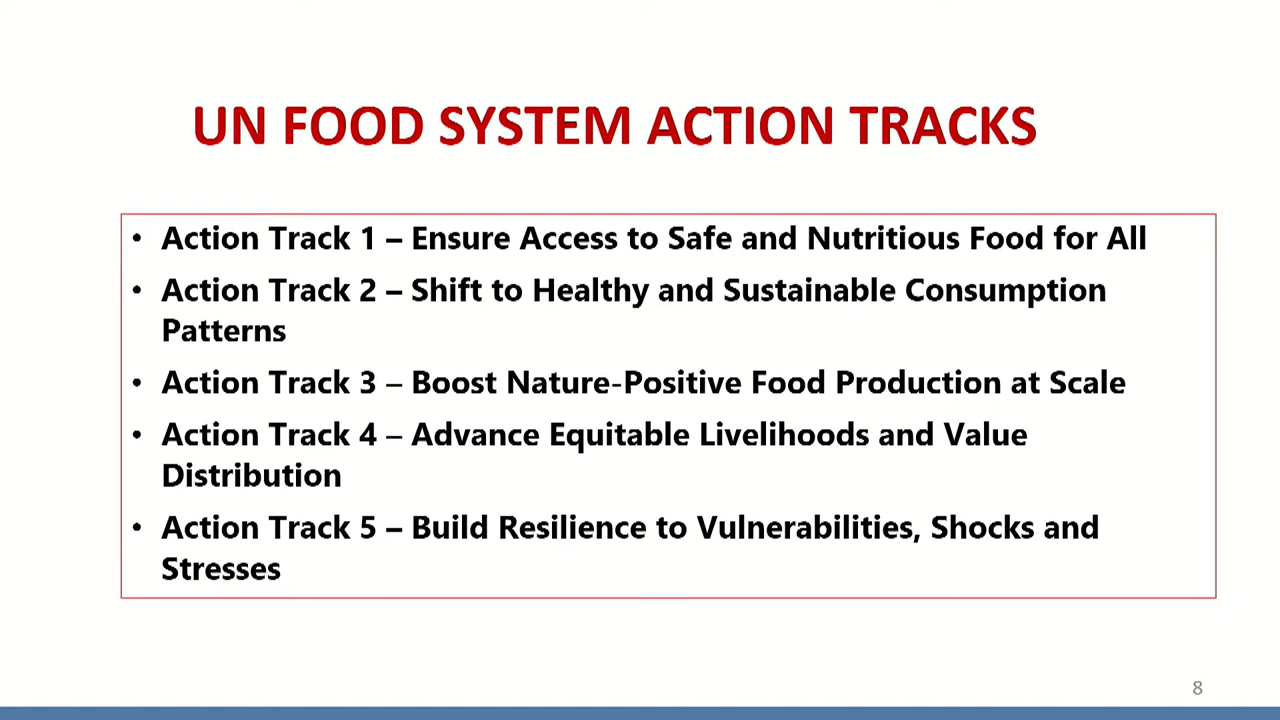 UN FOOD SYSTEM ACTION TRACKS
• Action Track 1 – Ensure Access to Safe and Nutritious Food for All
• Action Track 2 – Shift to Healthy and Sustainable Consumption
Patterns
• Action Track 3 – Boost Nature-Positive Food Production at Scale
• Action Track 4 – Advance Equitable Livelihoods and Value
Distribution
• Action Track 5 – Build Resilience to Vulnerabilities, Shocks and
Stresses
8